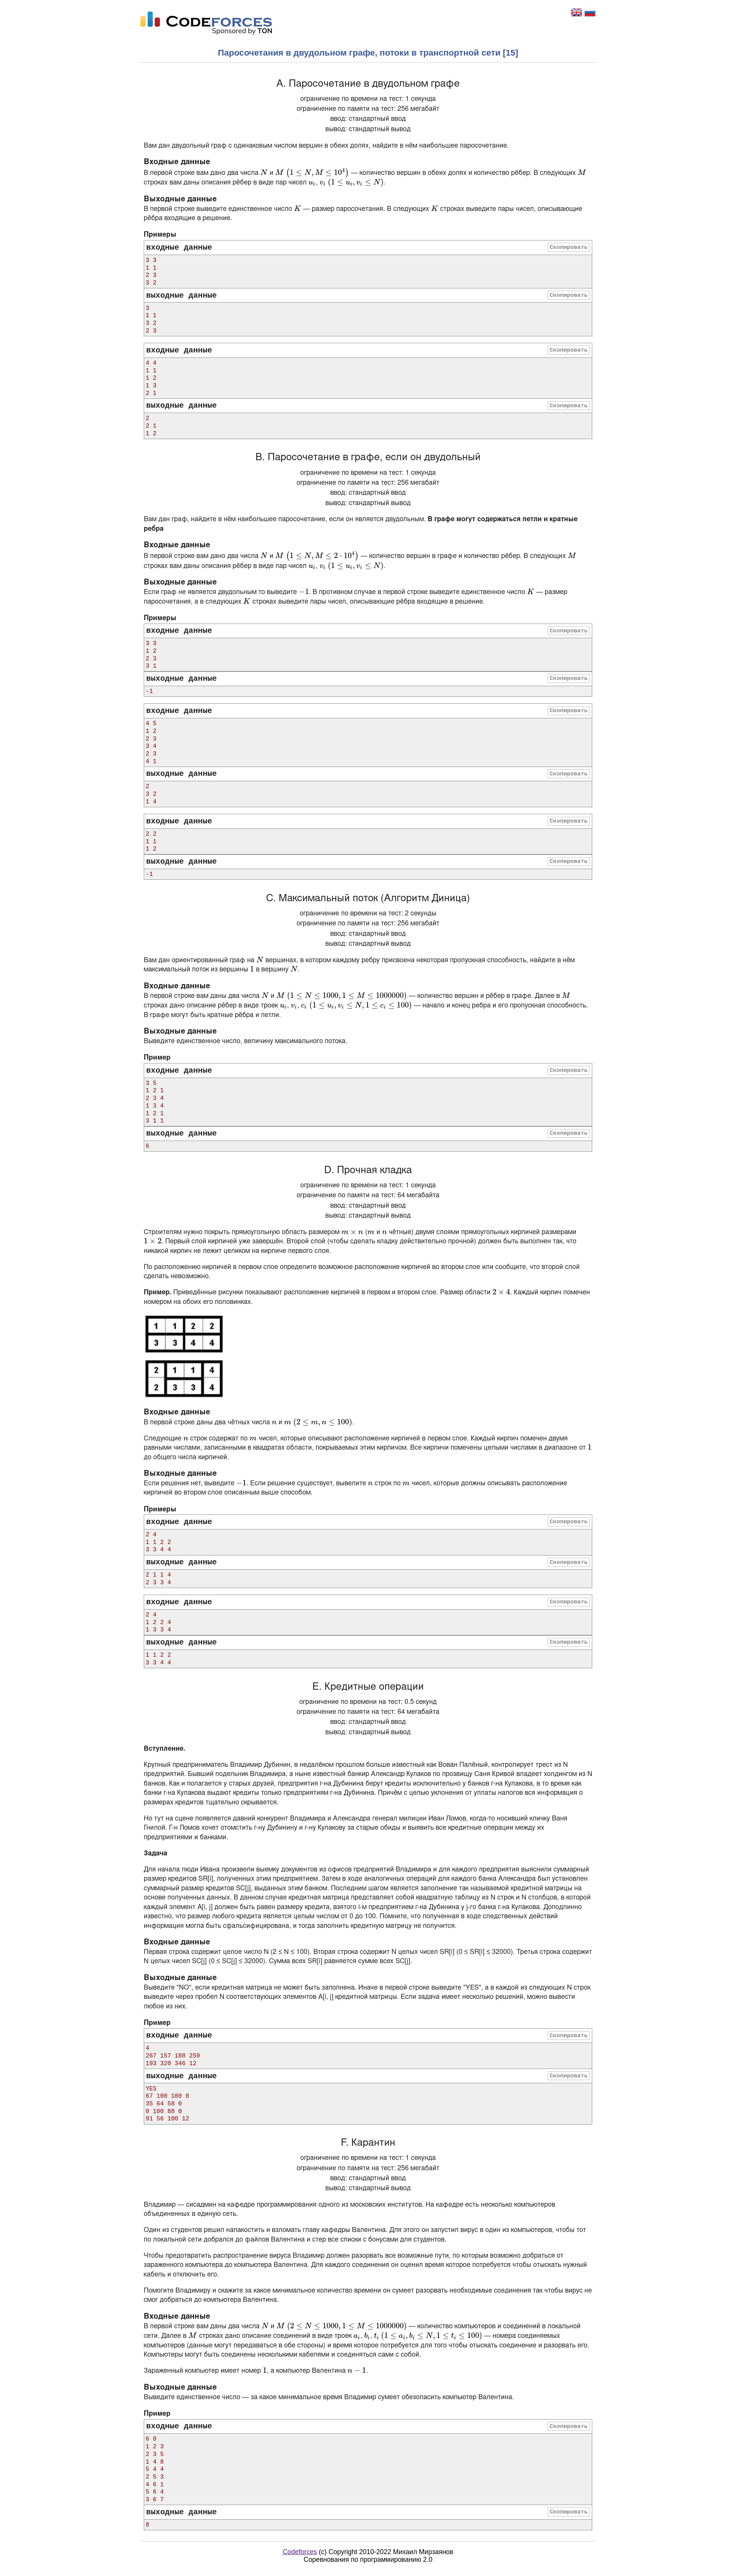 CODEFORCES
Sponsored by TON
Паросочетания в двудольном графе, потоки в транспортной сети [15]
A. Паросочетание в двудольном графе
ограничение по времени на тест: 1 секунда
ограничение по памяти на тест: 256 мегабайт
ввод: стандартный ввод
вывод: стандартный вывод
Вам дан двудольный граф с одинаковым числом вершин в обеих долях, найдите в нём наибольшее паросочетание.
Входные данные
В первой строке вам дано два числа N и M (1 ≤ N, M ≤ 10^4) — количество вершин в обеих долях и количество рёбер. В следующих M
строках вам даны описания рёбер в виде пар чисел u_i, v_i (1 ≤ u_i, v_i ≤ N).
Выходные данные
В первой строке выведите единственное число K — размер паросочетания. В следующих K строках выведите пары чисел, описывающие
рёбра входящие в решение.
Примеры
входные данные Скопировать
3 3
1 1
2 3
3 2
выходные данные Скопировать
3
1 1
3 2
2 3
входные данные Скопировать
4 4
1 1
1 2
1 3
2 1
выходные данные Скопировать
2
2 1
1 2
B. Паросочетание в графе, если он двудольный
ограничение по времени на тест: 1 секунда
ограничение по памяти на тест: 256 мегабайт
ввод: стандартный ввод
вывод: стандартный вывод
Вам дан граф, найдите в нём наибольшее паросочетание, если он является двудольным. В графе могут содержаться петли и кратные
ребра
Входные данные
В первой строке вам дано два числа N и M (1 ≤ N, M ≤ 2 · 10^4) — количество вершин в графе и количество рёбер. В следующих M
строках вам даны описания рёбер в виде пар чисел u_i, v_i (1 ≤ u_i, v_i ≤ N).
Выходные данные
Если граф не является двудольным то выведите −1. В противном случае в первой строке выведите единственное число K — размер
паросочетания, а в следующих K строках выведите пары чисел, описывающие рёбра входящие в решение.
Примеры
входные данные Скопировать
3 3
1 2
2 3
3 1
выходные данные Скопировать
-1
входные данные Скопировать
4 5
1 2
2 3
3 4
2 3
4 1
выходные данные Скопировать
2
3 2
1 4
входные данные Скопировать
2 2
1 1
1 2
выходные данные Скопировать
-1
C. Максимальный поток (Алгоритм Диница)
ограничение по времени на тест: 2 секунды
ограничение по памяти на тест: 256 мегабайт
ввод: стандартный ввод
вывод: стандартный вывод
Вам дан ориентированный граф на N вершинах, в котором каждому ребру присвоена некоторая пропускная способность, найдите в нём
максимальный поток из вершины 1 в вершину N.
Входные данные
В первой строке вам даны два числа N и M (1 ≤ N ≤ 1000, 1 ≤ M ≤ 1000000) — количество вершин и рёбер в графе. Далее в M
строках дано описание рёбер в виде троек u_i, v_i, c_i (1 ≤ u_i, v_i ≤ N, 1 ≤ c_i ≤ 100) — начало и конец ребра и его пропускная способность.
В графе могут быть кратные рёбра и петли.
Выходные данные
Выведите единственное число, величину максимального потока.
Пример
входные данные Скопировать
3 5
1 2 1
2 3 4
1 3 4
1 2 1
3 1 1
выходные данные Скопировать
6
D. Прочная кладка
ограничение по времени на тест: 1 секунда
ограничение по памяти на тест: 64 мегабайта
ввод: стандартный ввод
вывод: стандартный вывод
Строителям нужно покрыть прямоугольную область размером m × n (m и n чётные) двумя слоями прямоугольных кирпичей размерами
1 × 2. Первый слой кирпичей уже завершён. Второй слой (чтобы сделать кладку действительно прочной) должен быть выполнен так, что
никакой кирпич не лежит целиком на кирпиче первого слоя.
По расположению кирпичей в первом слое определите возможное расположение кирпичей во втором слое или сообщите, что второй слой
сделать невозможно.
Пример. Приведённые рисунки показывают расположение кирпичей в первом и втором слое. Размер области 2 × 4. Каждый кирпич помечен
номером на обоих его половинках.
1 1 2 2
3 3 4 4
2 1 1 4
2 3 3 4
Входные данные
В первой строке даны два чётных числа n и m (2 ≤ m, n ≤ 100).
Следующие n строк содержат по m чисел, которые описывают расположение кирпичей в первом слое. Каждый кирпич помечен двумя
равными числами, записанными в квадратах области, покрываемых этим кирпичом. Все кирпичи помечены целыми числами в диапазоне от 1
до общего числа кирпичей.
Выходные данные
Если решения нет, выведите −1. Если решение существует, вывелите n строк по m чисел, которые должны описывать расположение
кирпичей во втором слое описанным выше способом.
Примеры
входные данные Скопировать
2 4
1 1 2 2
3 3 4 4
выходные данные Скопировать
2 1 1 4
2 3 3 4
входные данные Скопировать
2 4
1 2 2 4
1 3 3 4
выходные данные Скопировать
1 1 2 2
3 3 4 4
E. Кредитные операции
ограничение по времени на тест: 0.5 секунд
ограничение по памяти на тест: 64 мегабайта
ввод: стандартный ввод
вывод: стандартный вывод
Вступление.
Крупный предприниматель Владимир Дубинин, в недалёком прошлом больше известный как Вован Палёный, контролирует трест из N
предприятий. Бывший подельник Владимира, а ныне известный банкир Александр Кулаков по прозвищу Саня Кривой владеет холдингом из N
банков. Как и полагается у старых друзей, предприятия г-на Дубинина берут кредиты исключительно у банков г-на Кулакова, в то время как
банки г-на Кулакова выдают кредиты только предприятиям г-на Дубинина. Причём с целью уклонения от уплаты налогов вся информация о
размерах кредитов тщательно скрывается.
Но тут на сцене появляется давний конкурент Владимира и Александра генерал милиции Иван Ломов, когда-то носивший кличку Ваня
Гнилой. Г-н Ломов хочет отомстить г-ну Дубинину и г-ну Кулакову за старые обиды и выявить все кредитные операции между их
предприятиями и банками.
Задача
Для начала люди Ивана произвели выемку документов из офисов предприятий Владимира и для каждого предприятия выяснили суммарный
размер кредитов SR[i], полученных этим предприятием. Затем в ходе аналогичных операций для каждого банка Александра был установлен
суммарный размер кредитов SC[j], выданных этим банком. Последним шагом является заполнение так называемой кредитной матрицы на
основе полученных данных. В данном случае кредитная матрица представляет собой квадратную таблицу из N строк и N столбцов, в которой
каждый элемент A[i, j] должен быть равен размеру кредита, взятого i-м предприятием г-на Дубинина у j-го банка г-на Кулакова. Доподлинно
известно, что размер любого кредита является целым числом от 0 до 100. Помните, что полученная в ходе следственных действий
информация могла быть сфальсифицирована, и тогда заполнить кредитную матрицу не получится.
Входные данные
Первая строка содержит целое число N (2 ≤ N ≤ 100). Вторая строка содержит N целых чисел SR[i] (0 ≤ SR[i] ≤ 32000). Третья строка содержит
N целых чисел SC[j] (0 ≤ SC[j] ≤ 32000). Сумма всех SR[i] равняется сумме всех SC[j].
Выходные данные
Выведите "NO", если кредитная матрица не может быть заполнена. Иначе в первой строке выведите "YES", а в каждой из следующих N строк
выведите через пробел N соответствующих элементов A[i, j] кредитной матрицы. Если задача имеет несколько решений, можно вывести
любое из них.
Пример
входные данные Скопировать
4
267 157 188 259
193 320 346 12
выходные данные Скопировать
YES
67 100 100 0
35 64 58 0
0 100 88 0
91 56 100 12
F. Карантин
ограничение по времени на тест: 1 секунда
ограничение по памяти на тест: 256 мегабайт
ввод: стандартный ввод
вывод: стандартный вывод
Владимир — сисадмин на кафедре программирования одного из московских институтов. На кафедре есть несколько компьютеров
объединенных в единую сеть.
Один из студентов решил напакостить и взломать главу кафедры Валентина. Для этого он запустил вирус в один из компьютеров, чтобы тот
по локальной сети добрался до файлов Валентина и стер все списки с бонусами для студентов.
Чтобы предотвратить распространение вируса Владимир должен разорвать все возможные пути, по которым возможно добраться от
зараженного компьютера до компьютера Валентина. Для каждого соединения он оценил время которое потребуется чтобы отыскать нужный
кабель и отключить его.
Помогите Владимиру и скажите за какое минимальное количество времени он сумеет разорвать необходимые соединения так чтобы вирус не
смог добраться до компьютера Валентина.
Входные данные
В первой строке вам даны два числа N и M (2 ≤ N ≤ 1000, 1 ≤ M ≤ 1000000) — количество компьютеров и соединений в локальной
сети. Далее в M строках дано описание соединений в виде троек a_i, b_i, t_i (1 ≤ a_i, b_i ≤ N, 1 ≤ t_i ≤ 100) — номера соединяемых
компьютеров (данные могут передаваться в обе стороны) и время которое потребуется для того чтобы отыскать соединение и разорвать его.
Компьютеры могут быть соединены несколькими кабелями и соединяться сами с собой.
Зараженный компьютер имеет номер 1, а компьютер Валентина n − 1.
Выходные данные
Выведите единственное число — за какое минимальное время Владимир сумеет обезопасить компьютер Валентина.
Пример
входные данные Скопировать
6 8
1 2 3
2 3 5
1 4 8
5 4 4
2 5 3
4 6 1
5 6 4
3 6 7
выходные данные Скопировать
8
Codeforces (c) Copyright 2010-2022 Михаил Мирзаянов
Соревнования по программированию 2.0